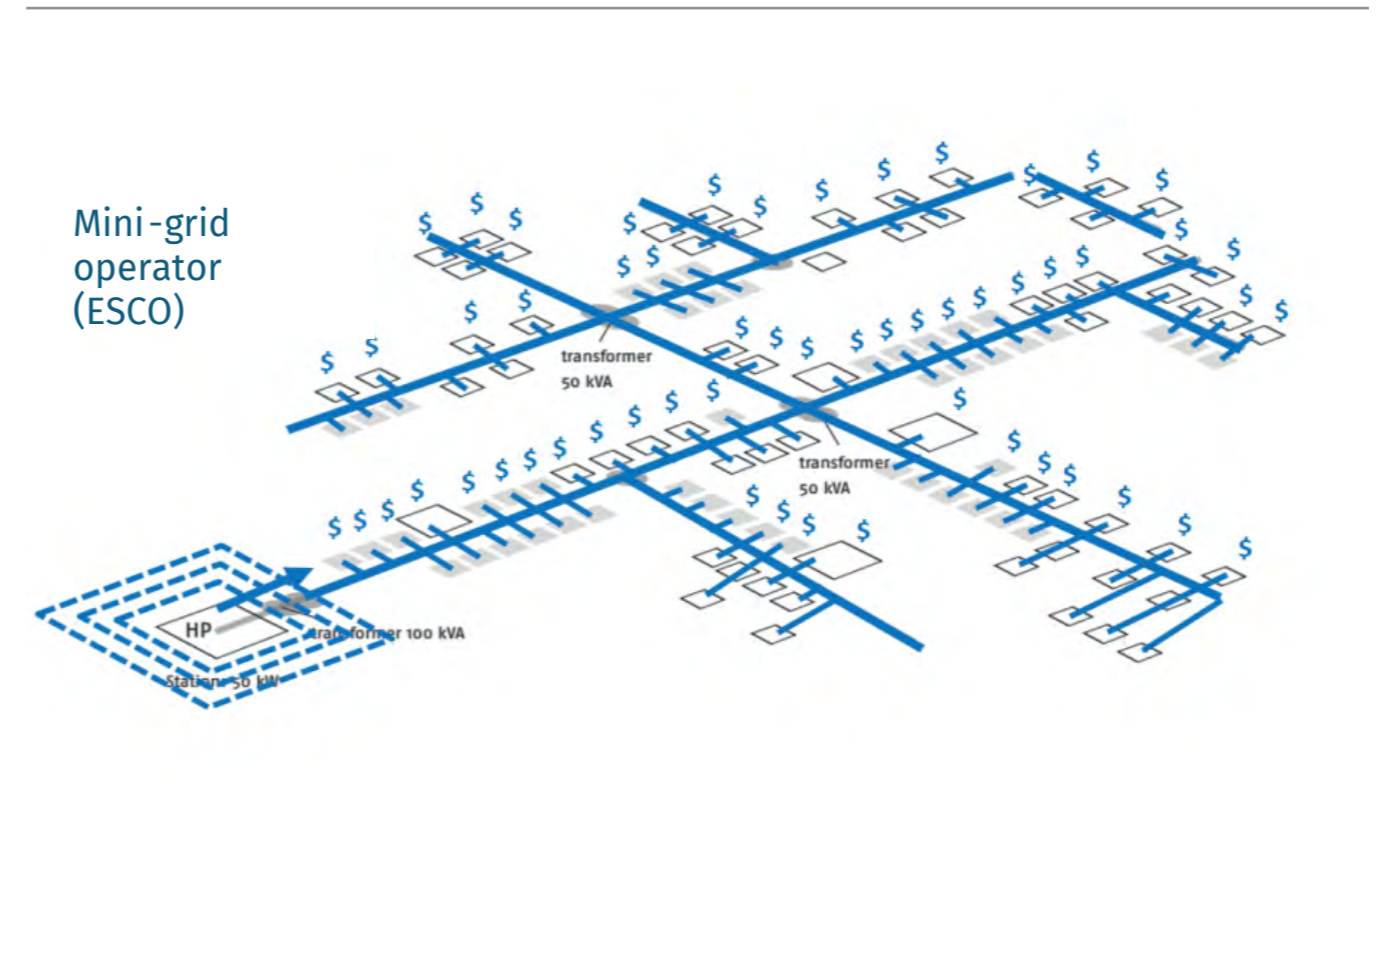 Mini-grid
operator
(ESCO)
$ $ $
$ $ $
$ $ $
$ $ $
$ $
$ $
$ $
$ $
$ $
$ $ $
$ $ $ $ $ $ $ $
$ $
transformer
50 kVA
$ $ $ $ $ $ $ $
$
transformer
50 kVA
$ $ $ $
$ $ $ $
$ $ $ $ $
HP
transformer 100 kVA
Station: 50 kW